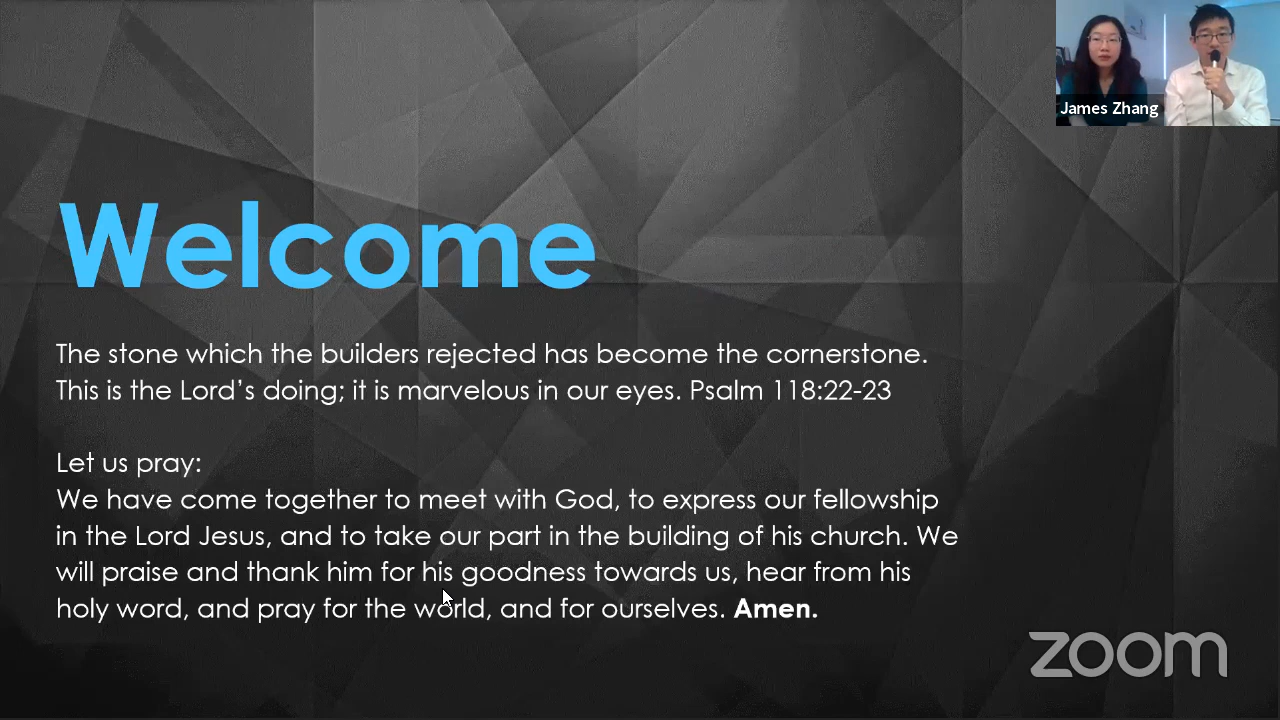 James Zhang
Welcome
The stone which the builders rejected has become the cornerstone.
This is the Lord’s doing; it is marvelous in our eyes. Psalm 118:22-23
Let us pray:
We have come together to meet with God, to express our fellowship
in the Lord Jesus, and to take our part in the building of his church. We
will praise and thank him for his goodness towards us, hear from his
holy word, and pray for the world, and for ourselves. Amen.
zoom